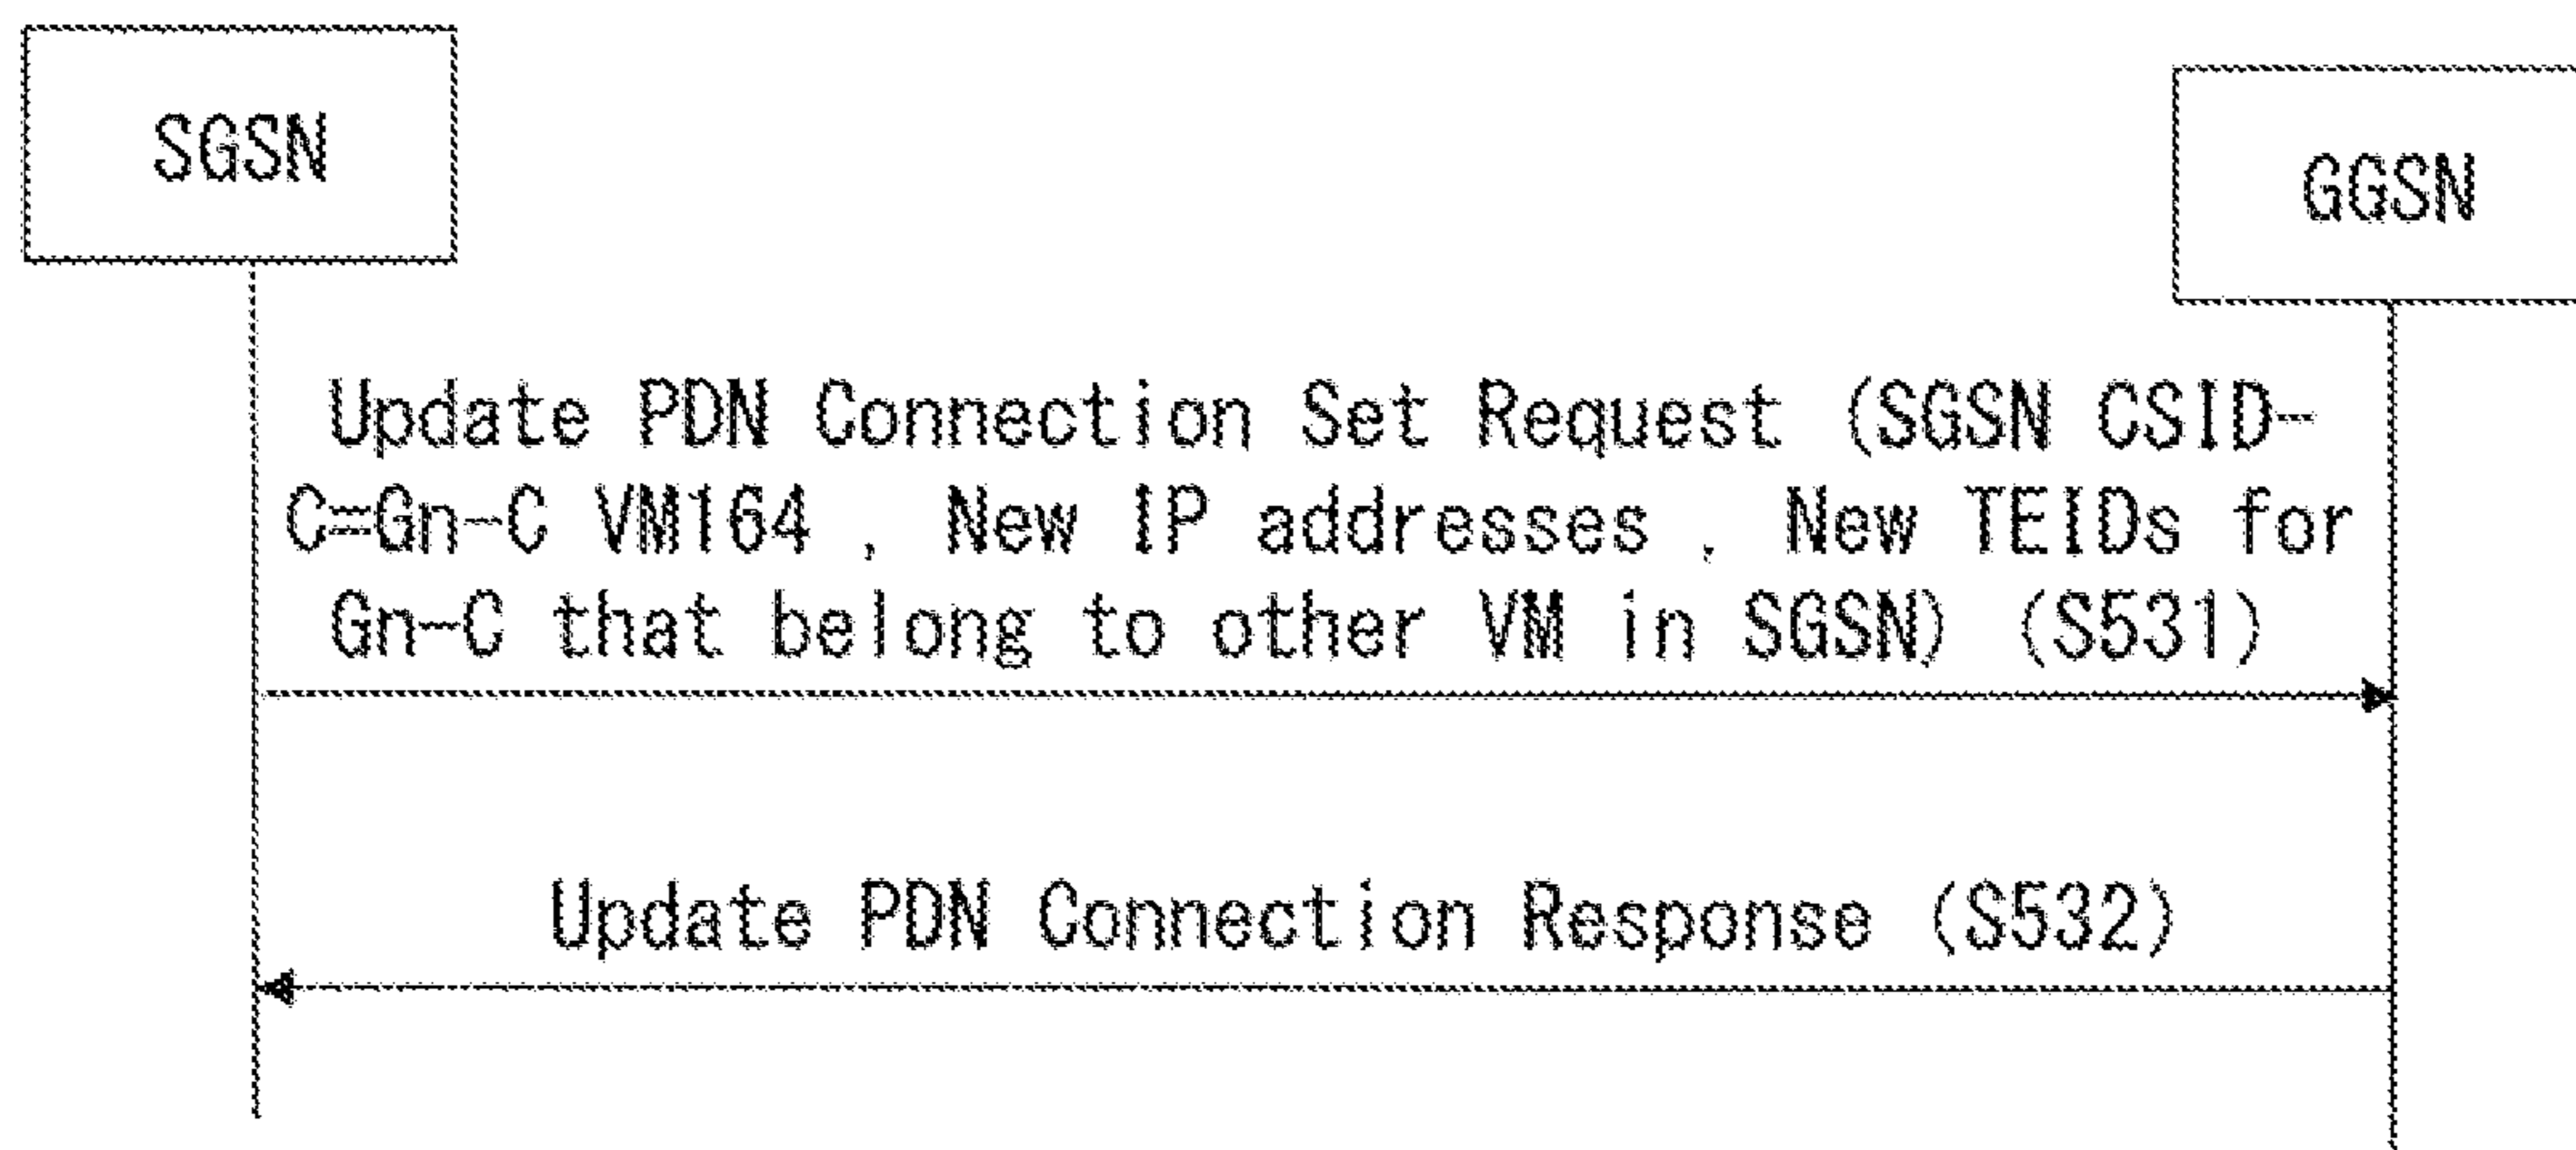 SGSN
GGSN
Update PDN Connection Set Request (SGSN CSID-
C=Gn-C VM164 , New IP addresses , New TEIDs for
Gn-C that belong to other VM in SGSN) (S531)
Update PDN Connection Response (S532)